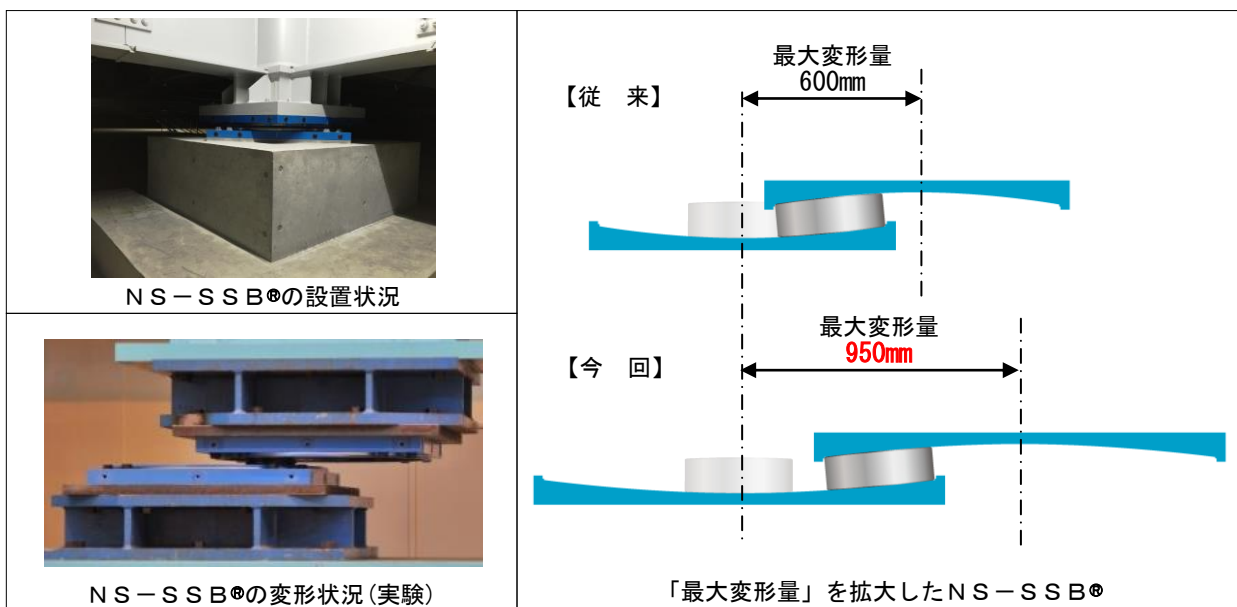 NS-SSB®の設置状況
NS-SSB®の変形状況(実験)
最大変形量
600mm
【従 来】
最大変形量
950mm
【今 回】
「最大変形量」を拡大したNS-SSB®